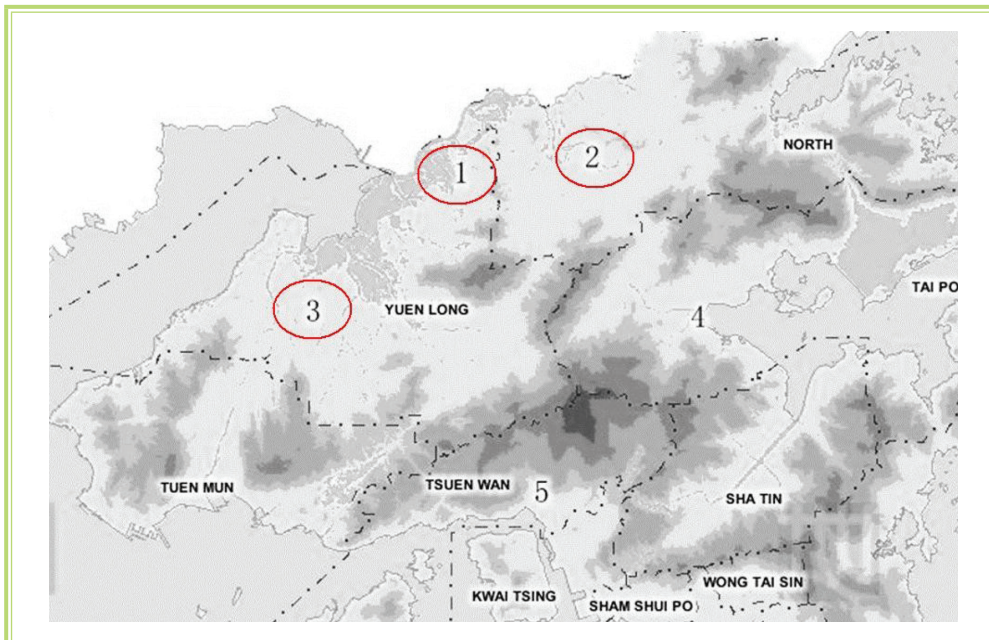 NORTH
1
2
TAI PO
3
YUEN LONG
4
TUEN MUN
TSUEN WAN
5
SHA TIN
KWAI TSING
WONG TAI SIN
SHAM SHUI PO